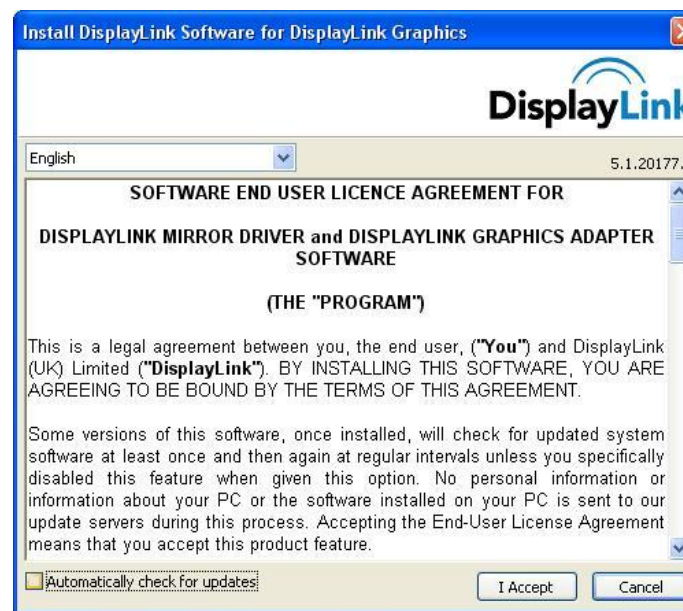 Install DisplayLink Software for DisplayLink Graphics
DisplayLink
English
5.1.20177.
SOFTWARE END USER LICENCE AGREEMENT FOR
DISPLAYLINK MIRROR DRIVER and DISPLAYLINK GRAPHICS ADAPTER
SOFTWARE
(THE "PROGRAM")
This is a legal agreement between you, the end user, ("You") and DisplayLink
(UK) Limited ("DisplayLink"). BY INSTALLING THIS SOFTWARE, YOU ARE
AGREEING TO BE BOUND BY THE TERMS OF THIS AGREEMENT.
Some versions of this software, once installed, will check for updated system
software at least once and then again at regular intervals unless you specifically
disabled this feature when given this option. No personal information or
information about your PC or the software installed on your PC is sent to our
update servers during this process. Accepting the End-User License Agreement
means that you accept this product feature.
Automatically check for updates
I Accept
Cancel